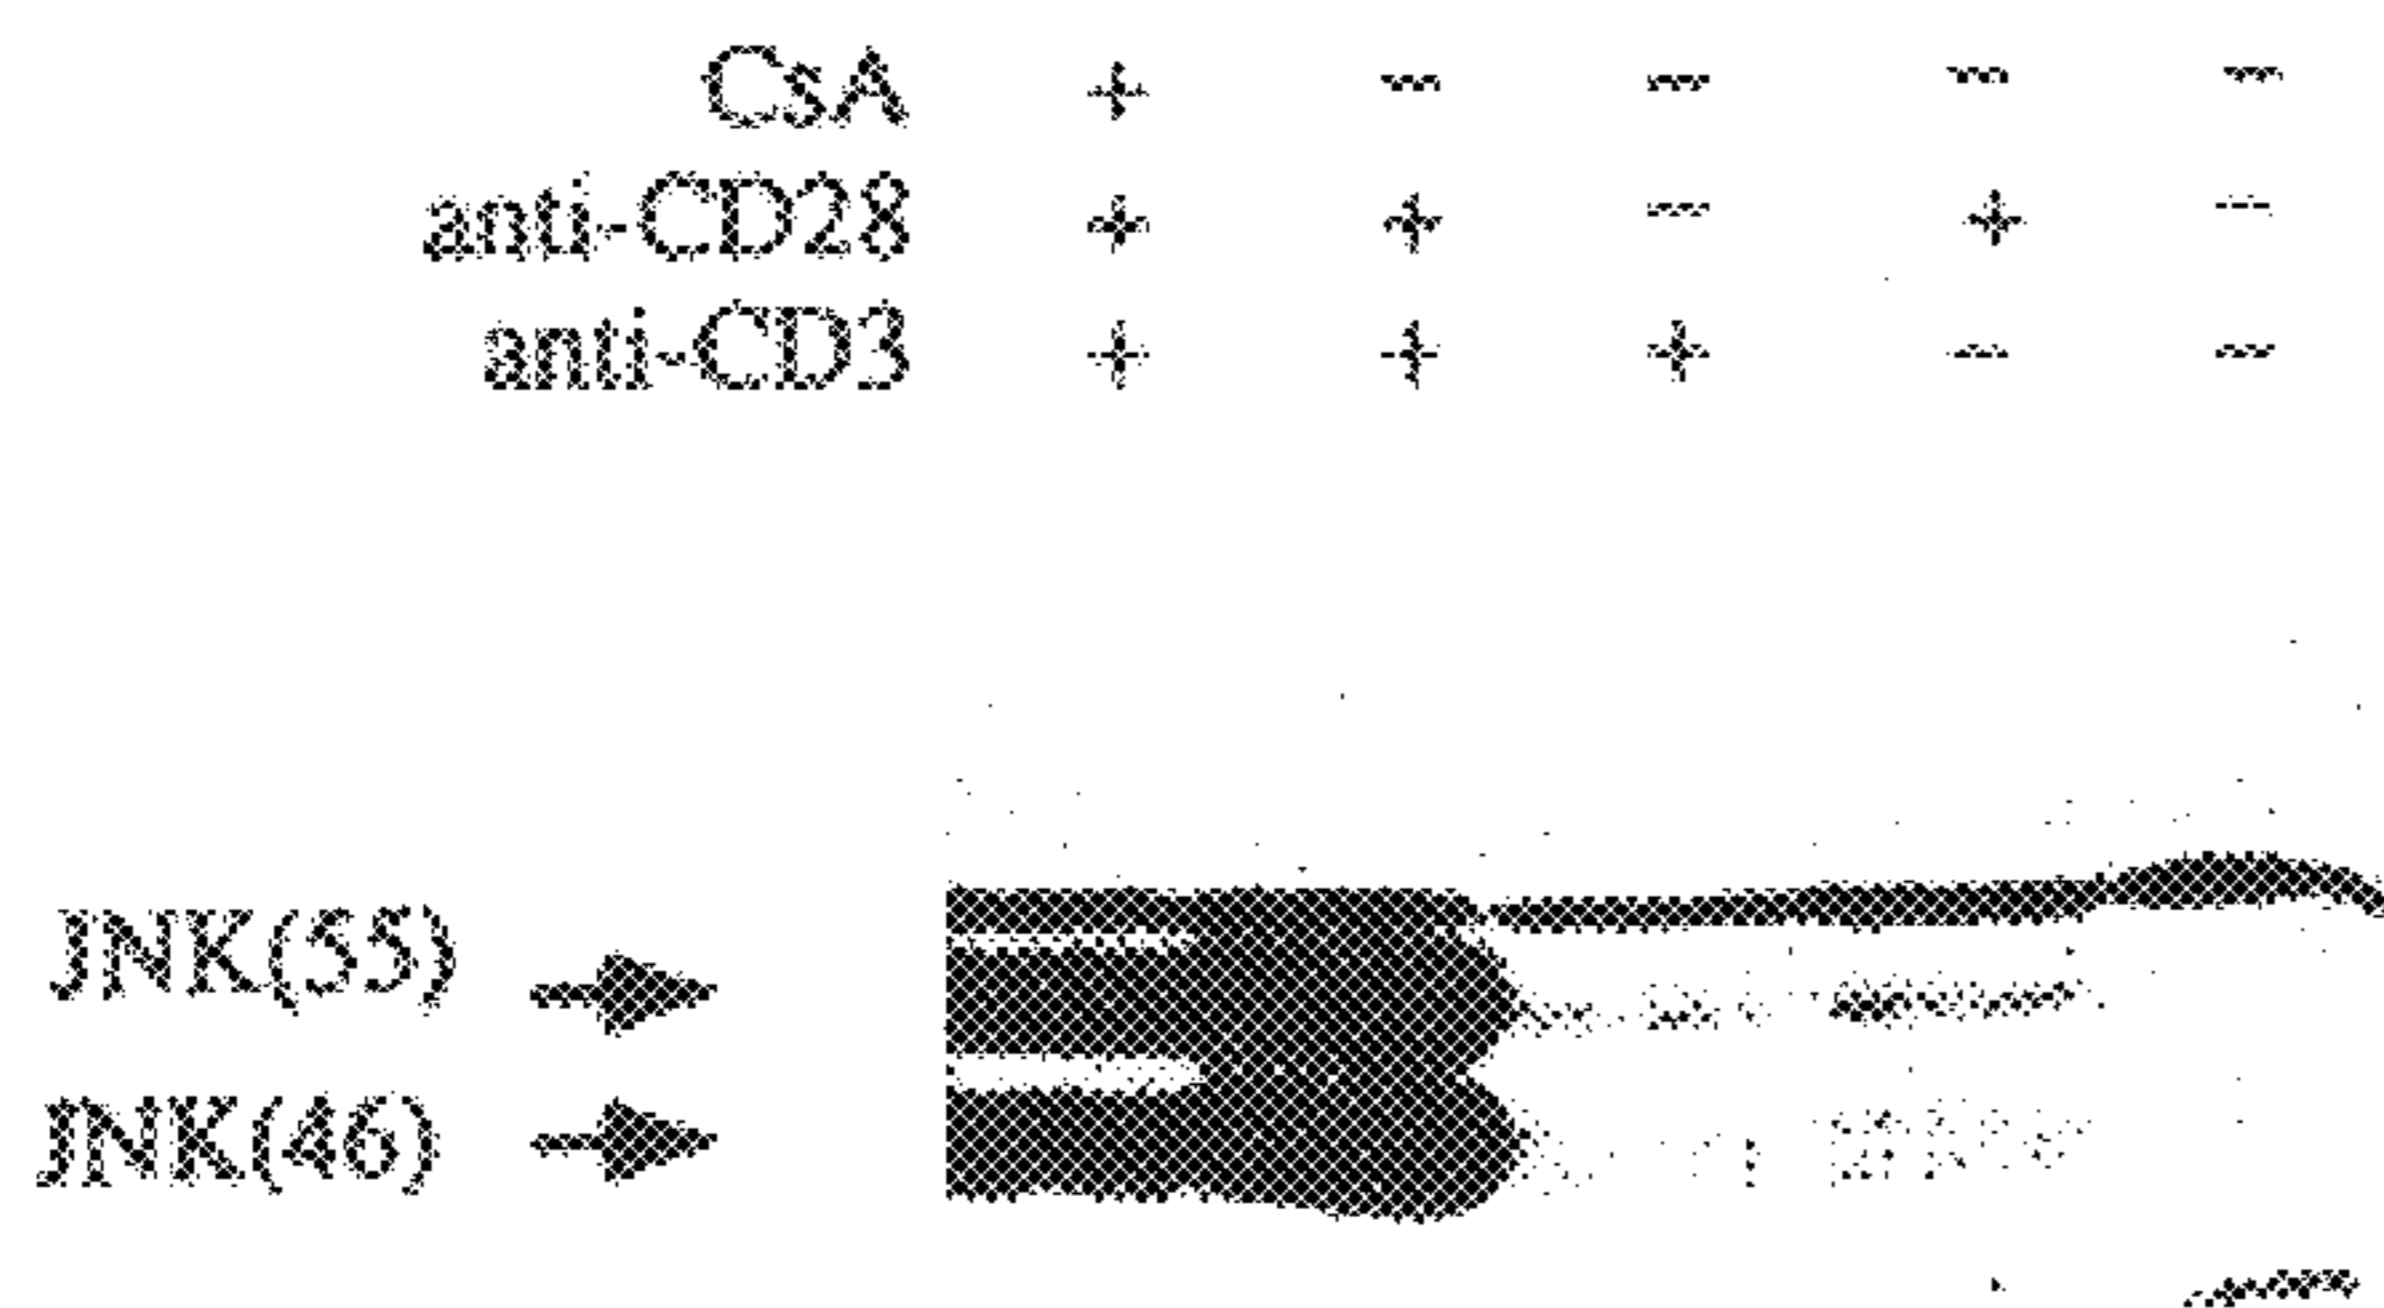 CsA + - - - -
anti-CD28 + + - + -
anti-CD3 + + + - -
JNK(55)
JNK(46)